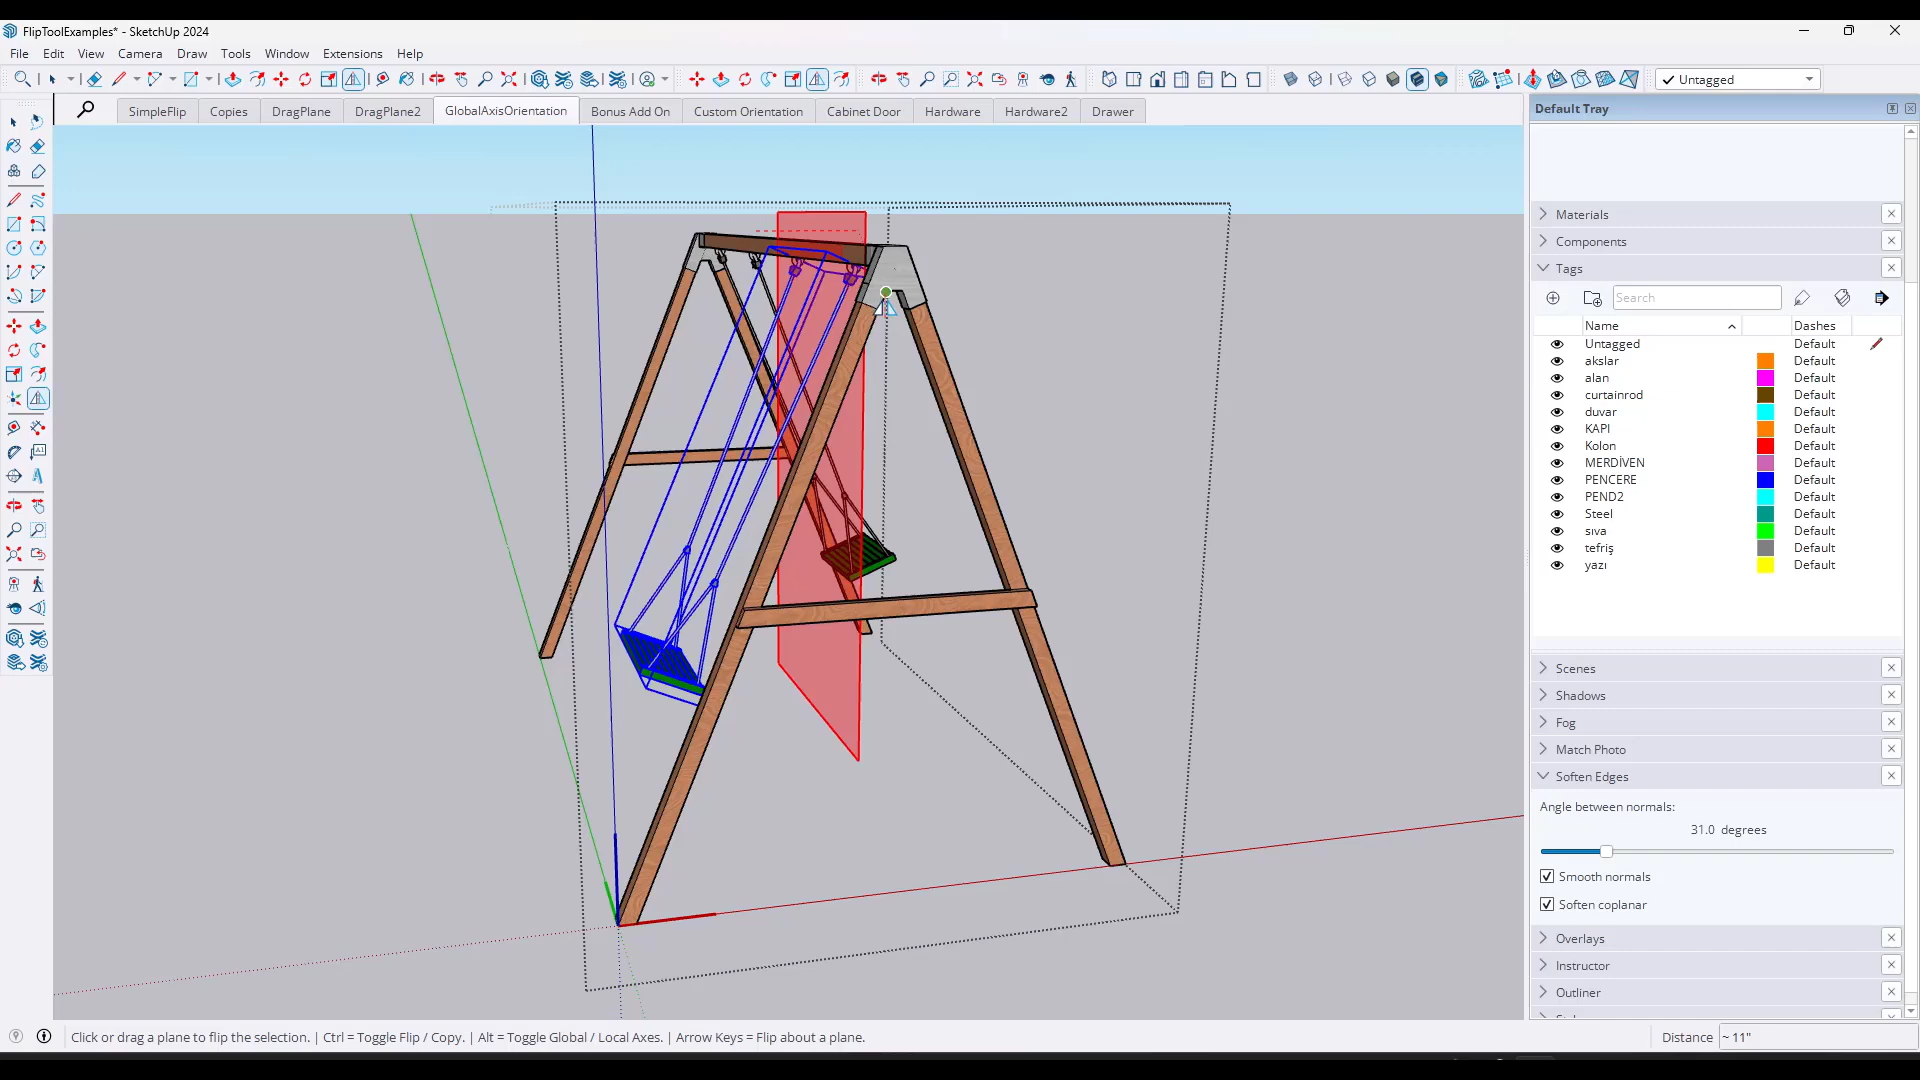 FlipToolExamples* - SketchUp 2024
File Edit View Camera Draw Tools Window Extensions Help
Untagged
SimpleFlip Copies DragPlane DragPlane2 GlobalAxisOrientation Bonus Add On Custom Orientation Cabinet Door Hardware Hardware2 Drawer
Default Tray
Materials
Components
Tags
Search
Name Dashes
Untagged Default
akslar Default
alan Default
curtainrod Default
duvar Default
KAPI Default
Kolon Default
MERDİVEN Default
PENCERE Default
PEND2 Default
Steel Default
sıva Default
tefriş Default
yazı Default
Scenes
Shadows
Fog
Match Photo
Soften Edges
Angle between normals:
31.0 degrees
Smooth normals
Soften coplanar
Overlays
Instructor
Outliner
Click or drag a plane to flip the selection. | Ctrl = Toggle Flip / Copy. | Alt = Toggle Global / Local Axes. | Arrow Keys = Flip about a plane.
Distance ~ 11"